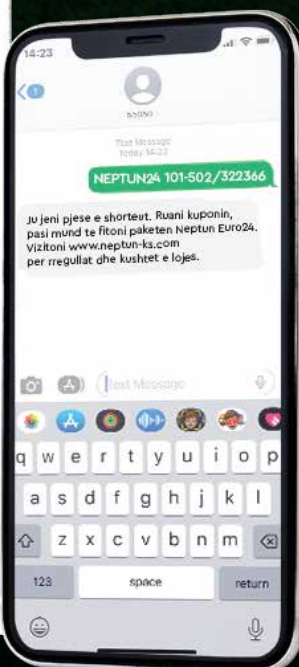 14:23
1
55050
Text Message
Today 14:23
NEPTUN24 101-502/322366
Ju jeni pjese e shorteut. Ruani kuponin,
pasi mund te fitoni paketen Neptun Euro24.
Vizitoni www.neptun-ks.com
per rregullat dhe kushtet e lojes.
Text Message
q w e r t y u i o p
a s d f g h j k l
z x c v b n m
123 space return